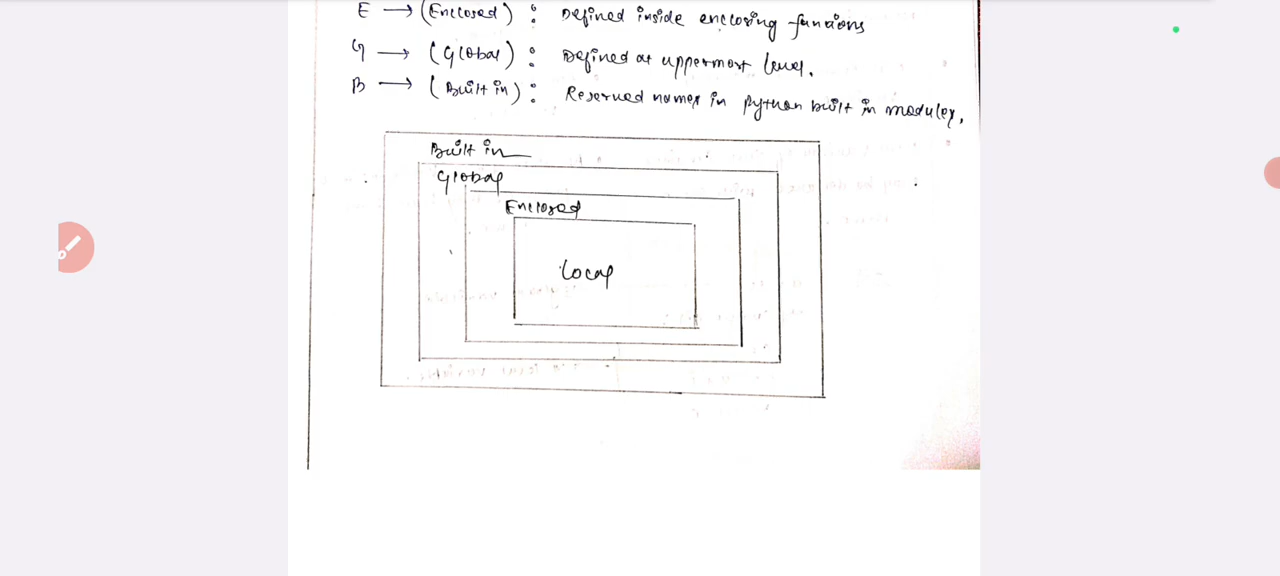 E → (Enclosed) : Defined inside enclosing functions
G → (Global) : Defined at uppermost level.
B → (Built in) : Reserved names in Python built in modules,
Built in
Global
Enclosed
Local